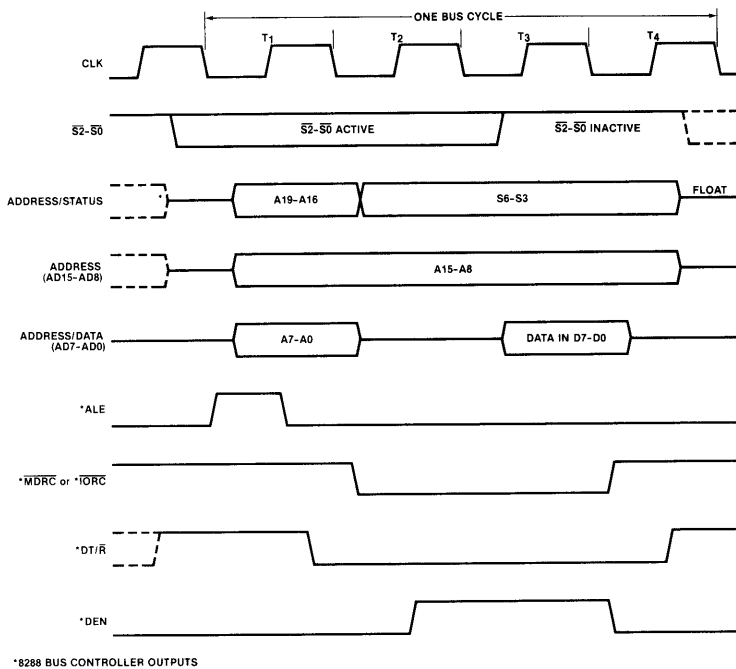 ONE BUS CYCLE
T1 T2 T3 T4
CLK
S2-S0
S2-S0 ACTIVE
S2-S0 INACTIVE
ADDRESS/STATUS
A19-A16
S6-S3
FLOAT
ADDRESS
(AD15-AD8)
A15-A8
ADDRESS/DATA
(AD7-AD0)
A7-A0
DATA IN D7-D0
*ALE
*MDRC or *IORC
*DT/R
*DEN
*8288 BUS CONTROLLER OUTPUTS